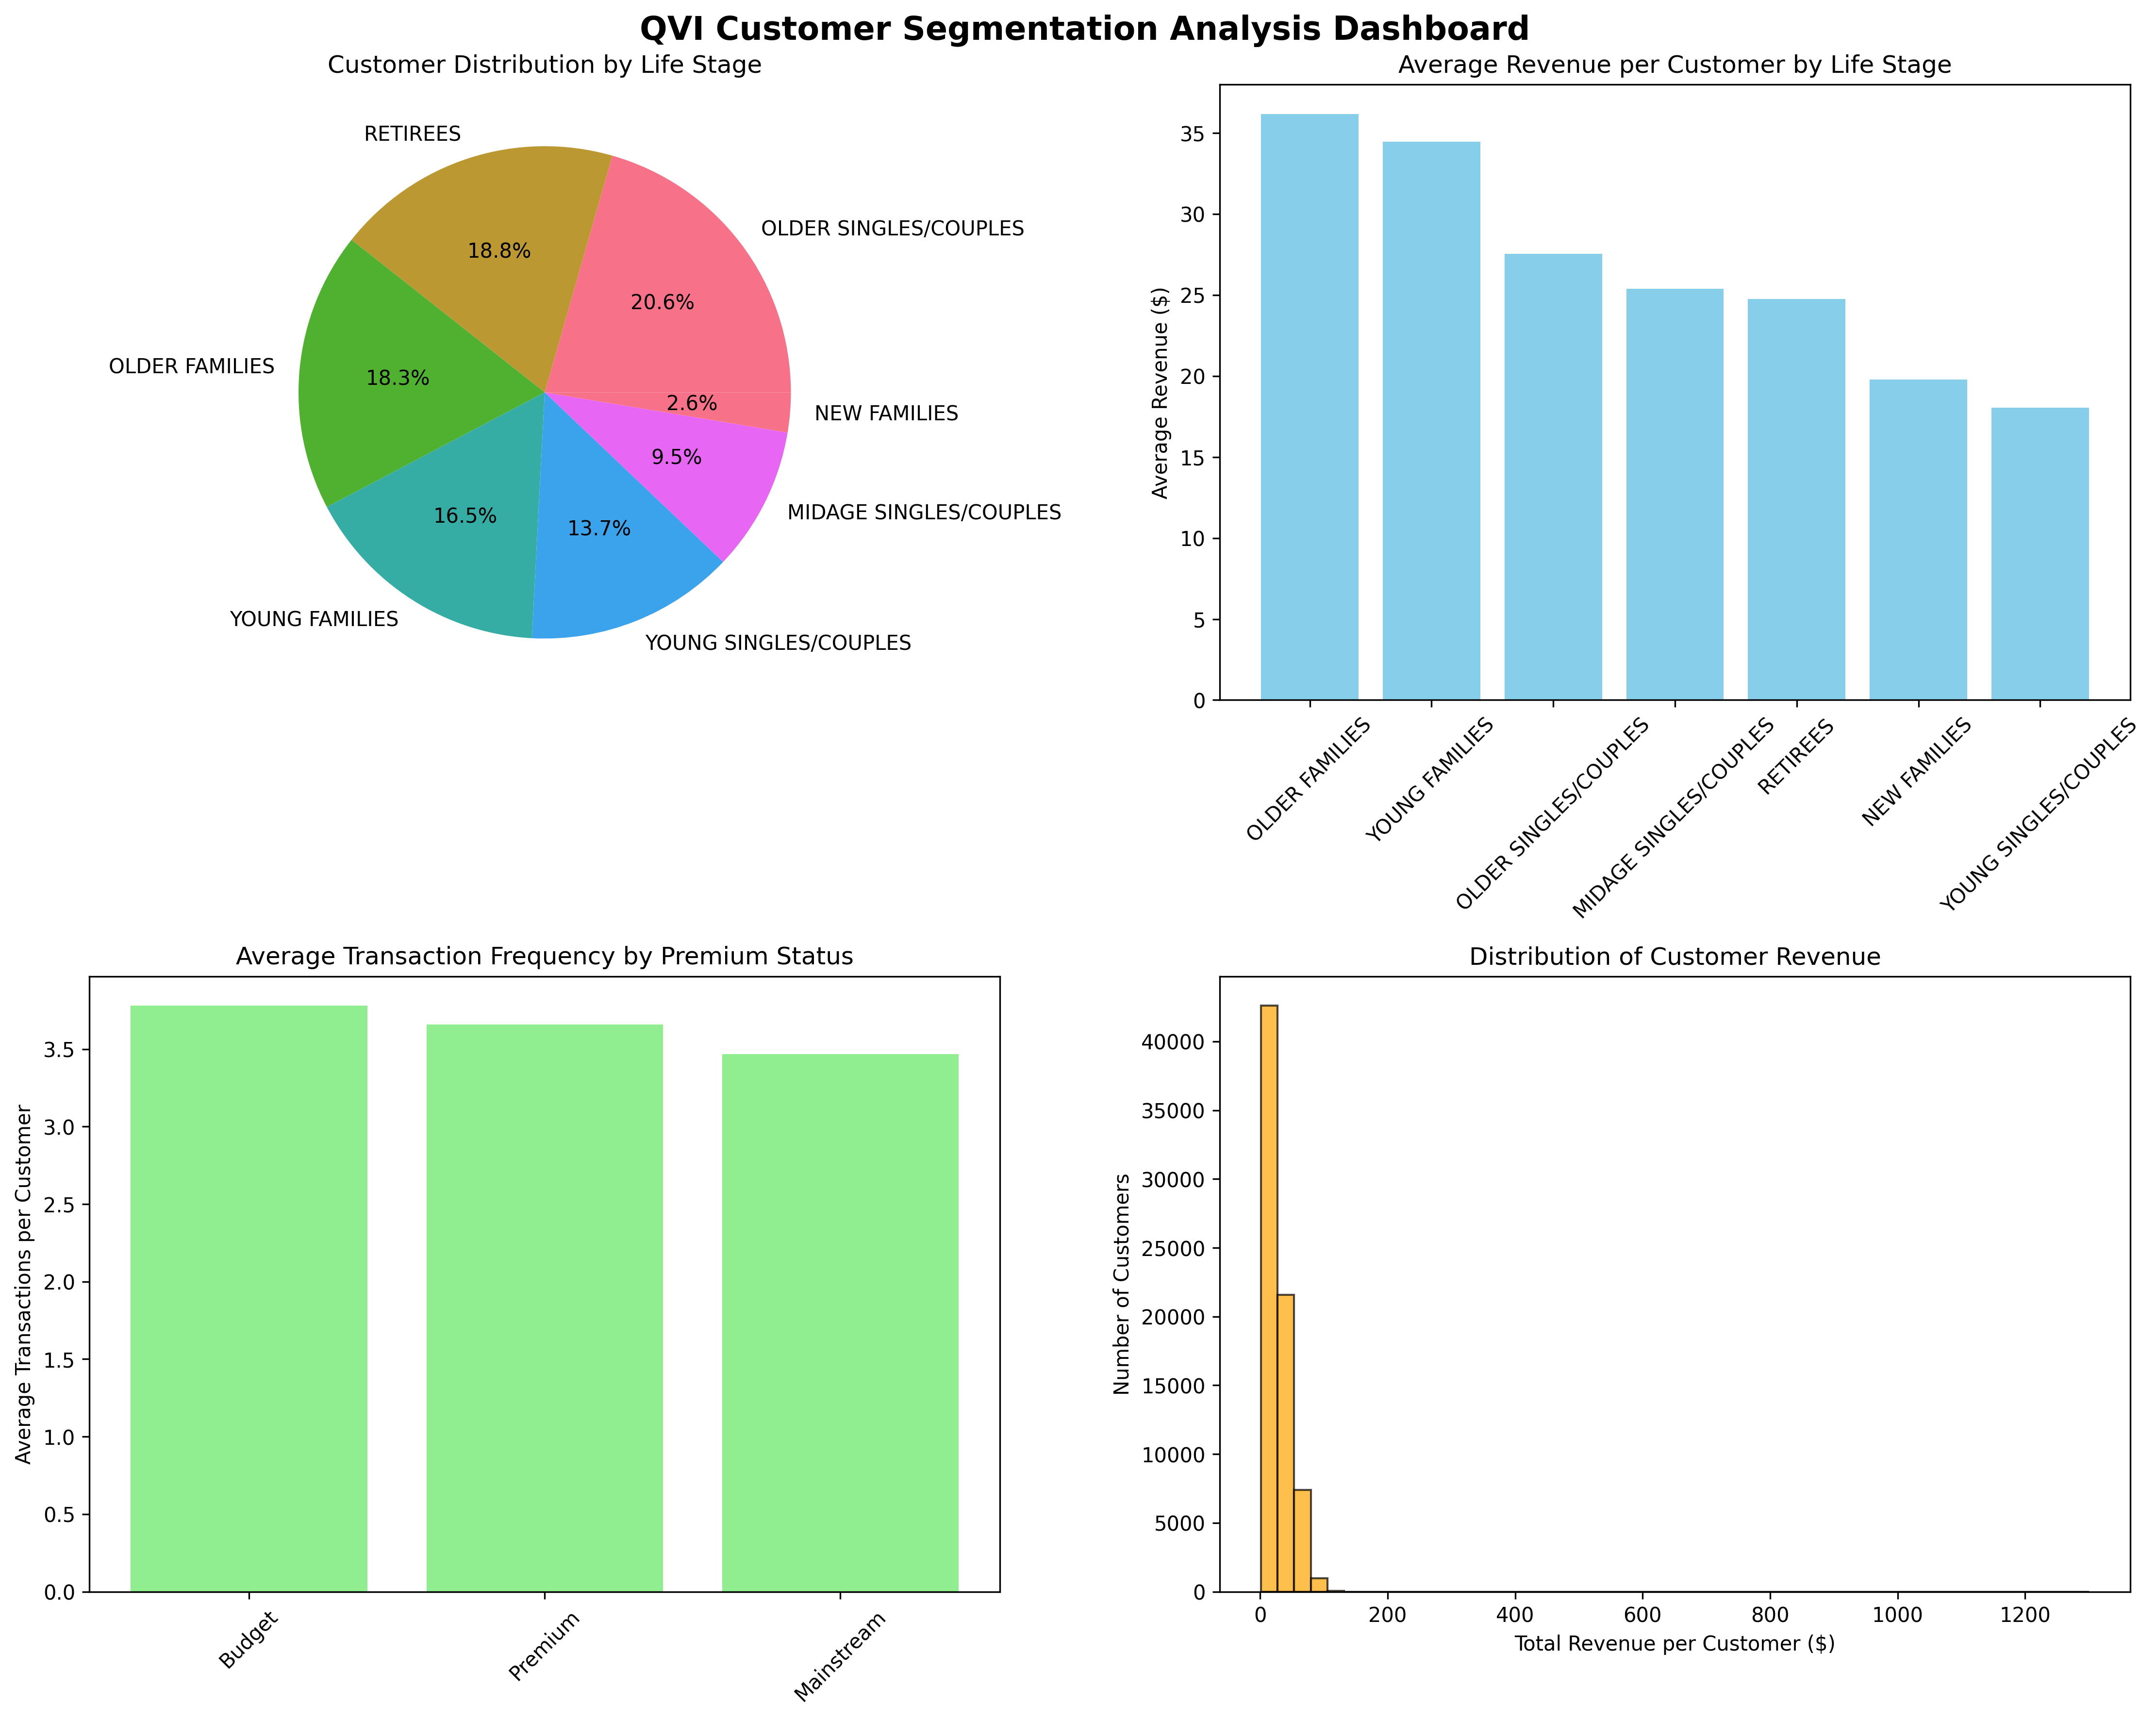 QVI Customer Segmentation Analysis Dashboard
Customer Distribution by Life Stage
RETIREES
OLDER SINGLES/COUPLES
18.8%
20.6%
OLDER FAMILIES
18.3%
2.6%
NEW FAMILIES
9.5%
16.5%
13.7%
MIDAGE SINGLES/COUPLES
YOUNG FAMILIES
YOUNG SINGLES/COUPLES
Average Revenue per Customer by Life Stage
Average Revenue ($)
35
30
25
20
15
10
5
0
OLDER FAMILIES
YOUNG FAMILIES
OLDER SINGLES/COUPLES
MIDAGE SINGLES/COUPLES
RETIREES
NEW FAMILIES
YOUNG SINGLES/COUPLES
Average Transaction Frequency by Premium Status
Average Transactions per Customer
3.5
3.0
2.5
2.0
1.5
1.0
0.5
0.0
Budget
Premium
Mainstream
Distribution of Customer Revenue
Number of Customers
40000
35000
30000
25000
20000
15000
10000
5000
0
0
200
400
600
800
1000
1200
Total Revenue per Customer ($)